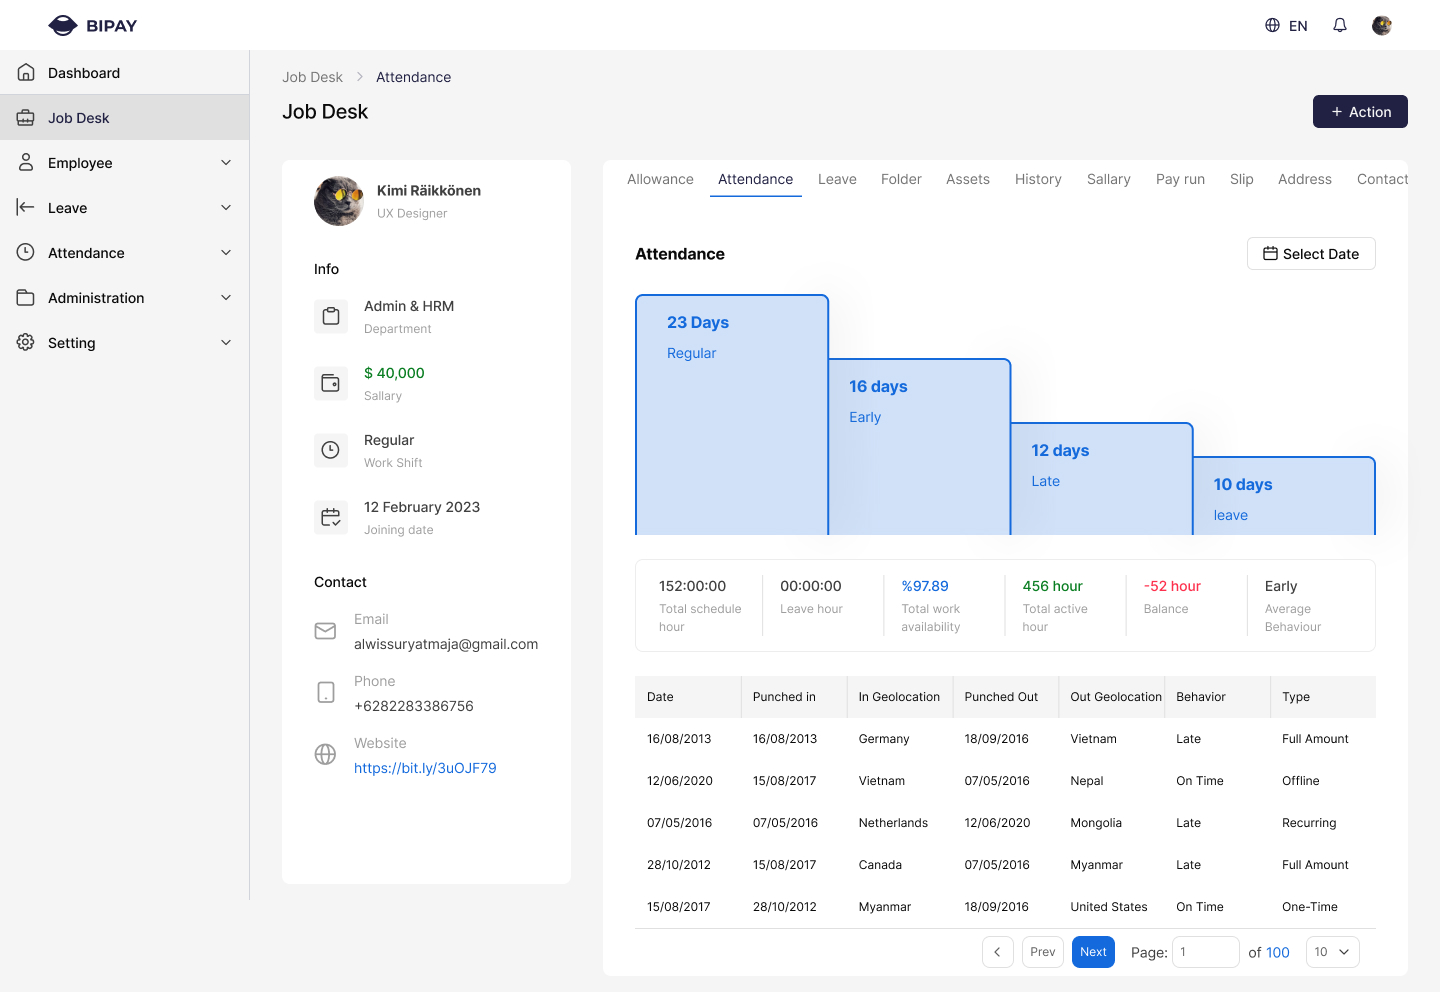 BIPAY
EN
Dashboard
Job Desk
Employee
Leave
Attendance
Administration
Setting
Job Desk > Attendance
Job Desk
+ Action
Kimi Räikkönen
UX Designer
Info
Admin & HRM
Department
$ 40,000
Sallary
Regular
Work Shift
12 February 2023
Joining date
Contact
Email
alwissuryatmaja@gmail.com
Phone
+6282283386756
Website
https://bit.ly/3uOJF79
Allowance Attendance Leave Folder Assets History Sallary Pay run Slip Address Contact
Attendance
Select Date
23 Days
Regular
16 days
Early
12 days
Late
10 days
leave
152:00:00
Total schedule
hour
00:00:00
Leave hour
%97.89
Total work
availability
456 hour
Total active
hour
-52 hour
Balance
Early
Average
Behaviour
Date Punched in In Geolocation Punched Out Out Geolocation Behavior Type
16/08/2013 16/08/2013 Germany 18/09/2016 Vietnam Late Full Amount
12/06/2020 15/08/2017 Vietnam 07/05/2016 Nepal On Time Offline
07/05/2016 07/05/2016 Netherlands 12/06/2020 Mongolia Late Recurring
28/10/2012 15/08/2017 Canada 07/05/2016 Myanmar Late Full Amount
15/08/2017 28/10/2012 Myanmar 18/09/2016 United States On Time One-Time
Prev Next Page: 1 of 100 10